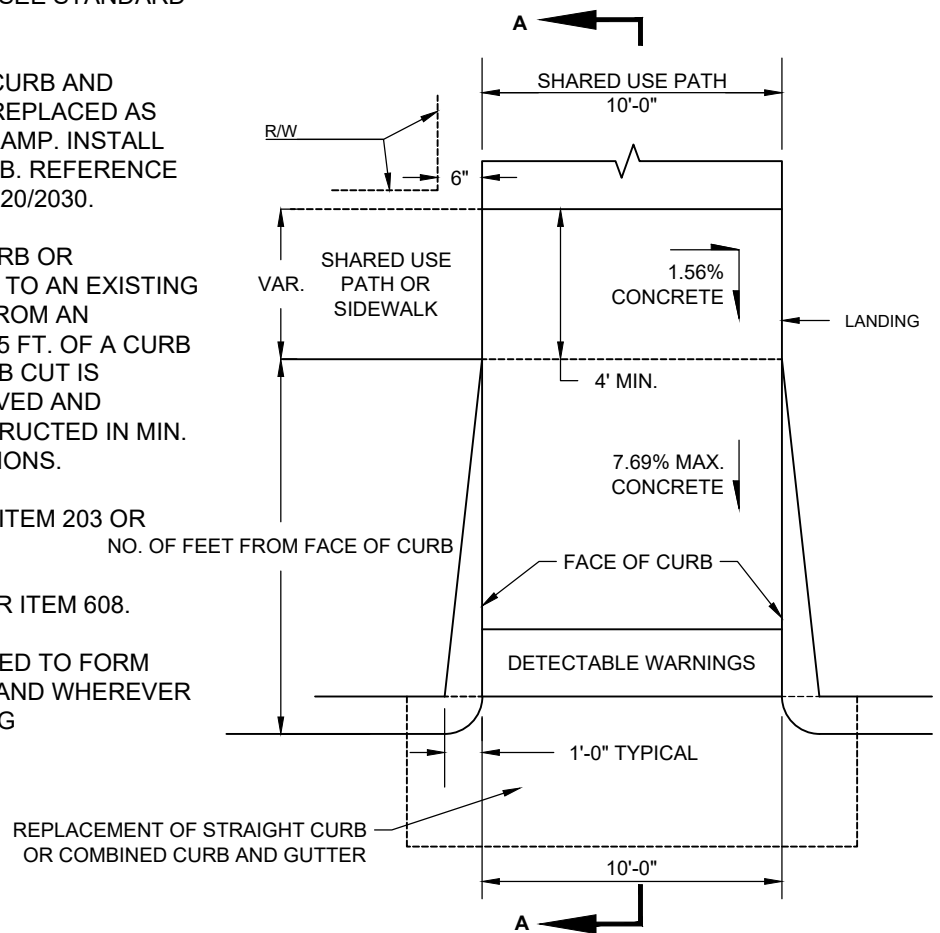 SEE STANDARD
CURB AND
REPLACED AS
AMP. INSTALL
B. REFERENCE
20/2030.
RB OR
TO AN EXISTING
ROM AN
5 FT. OF A CURB
B CUT IS
VED AND
TRUCTED IN MIN.
IONS.
ITEM 203 OR
R ITEM 608.
ED TO FORM
AND WHEREVER
G
A
SHARED USE PATH
10'-0"
R/W
6"
VAR.
SHARED USE
PATH OR
SIDEWALK
1.56%
CONCRETE
LANDING
4' MIN.
7.69% MAX.
CONCRETE
NO. OF FEET FROM FACE OF CURB
FACE OF CURB
DETECTABLE WARNINGS
1'-0" TYPICAL
REPLACEMENT OF STRAIGHT CURB
OR COMBINED CURB AND GUTTER
10'-0"
A